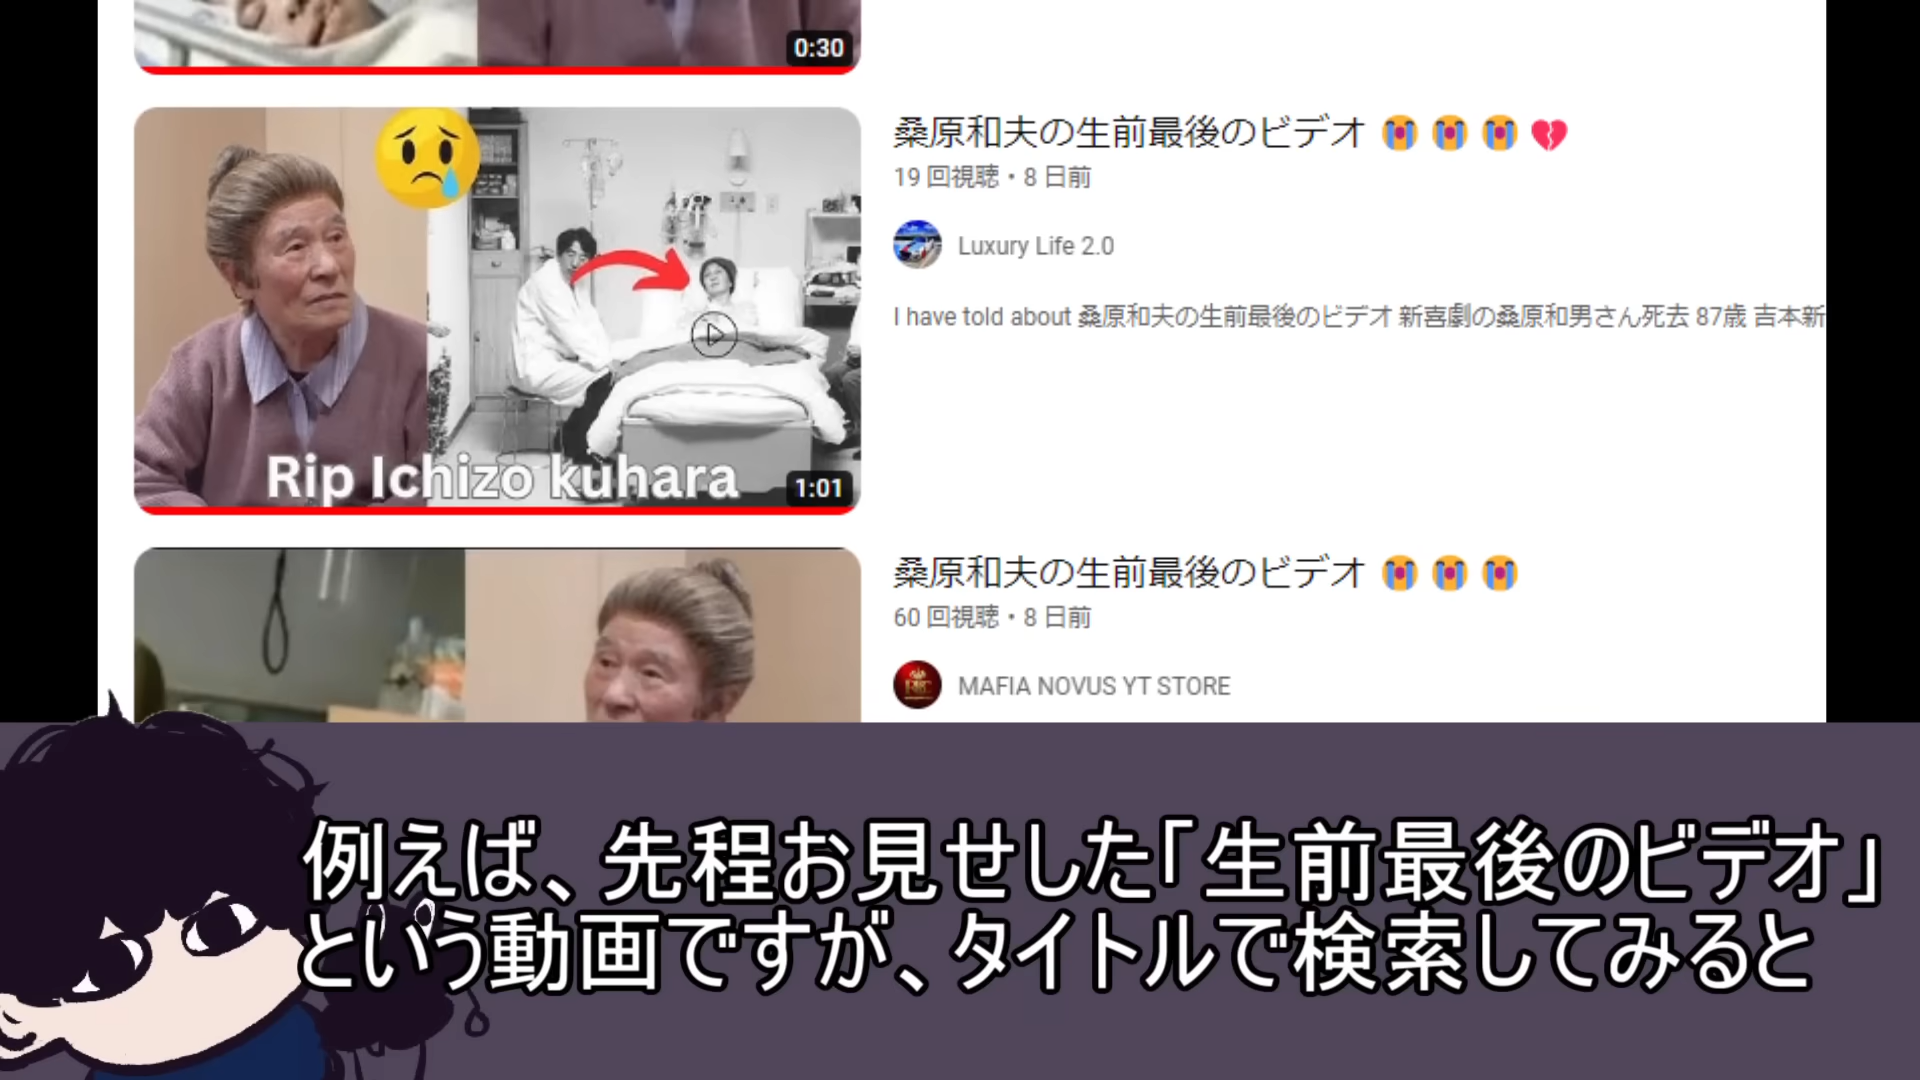 0:30
桑原和夫の生前最後のビデオ 😭😭😭💔
19 回視聴・8 日前
Luxury Life 2.0
I have told about 桑原和夫の生前最後のビデオ 新喜劇の桑原和男さん死去 87歳 吉本新
Rip Ichizo kuhara
1:01
桑原和夫の生前最後のビデオ 😭😭😭
60 回視聴・8 日前
MAFIA NOVUS YT STORE
例えば、先程お見せした「生前最後のビデオ」
という動画ですが、タイトルで検索してみると